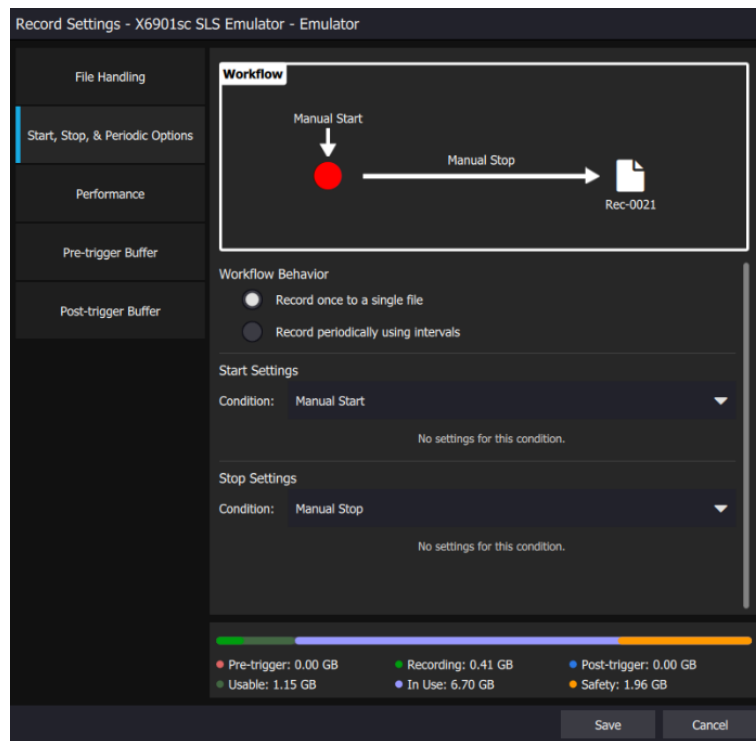 Record Settings - X6901sc SLS Emulator - Emulator
File Handling
Start, Stop, & Periodic Options
Performance
Pre-trigger Buffer
Post-trigger Buffer
Workflow
Manual Start
Manual Stop
Rec-0021
Workflow Behavior
Record once to a single file
Record periodically using intervals
Start Settings
Condition: Manual Start
No settings for this condition.
Stop Settings
Condition: Manual Stop
No settings for this condition.
Pre-trigger: 0.00 GB Recording: 0.41 GB Post-trigger: 0.00 GB
Usable: 1.15 GB In Use: 6.70 GB Safety: 1.96 GB
Save Cancel